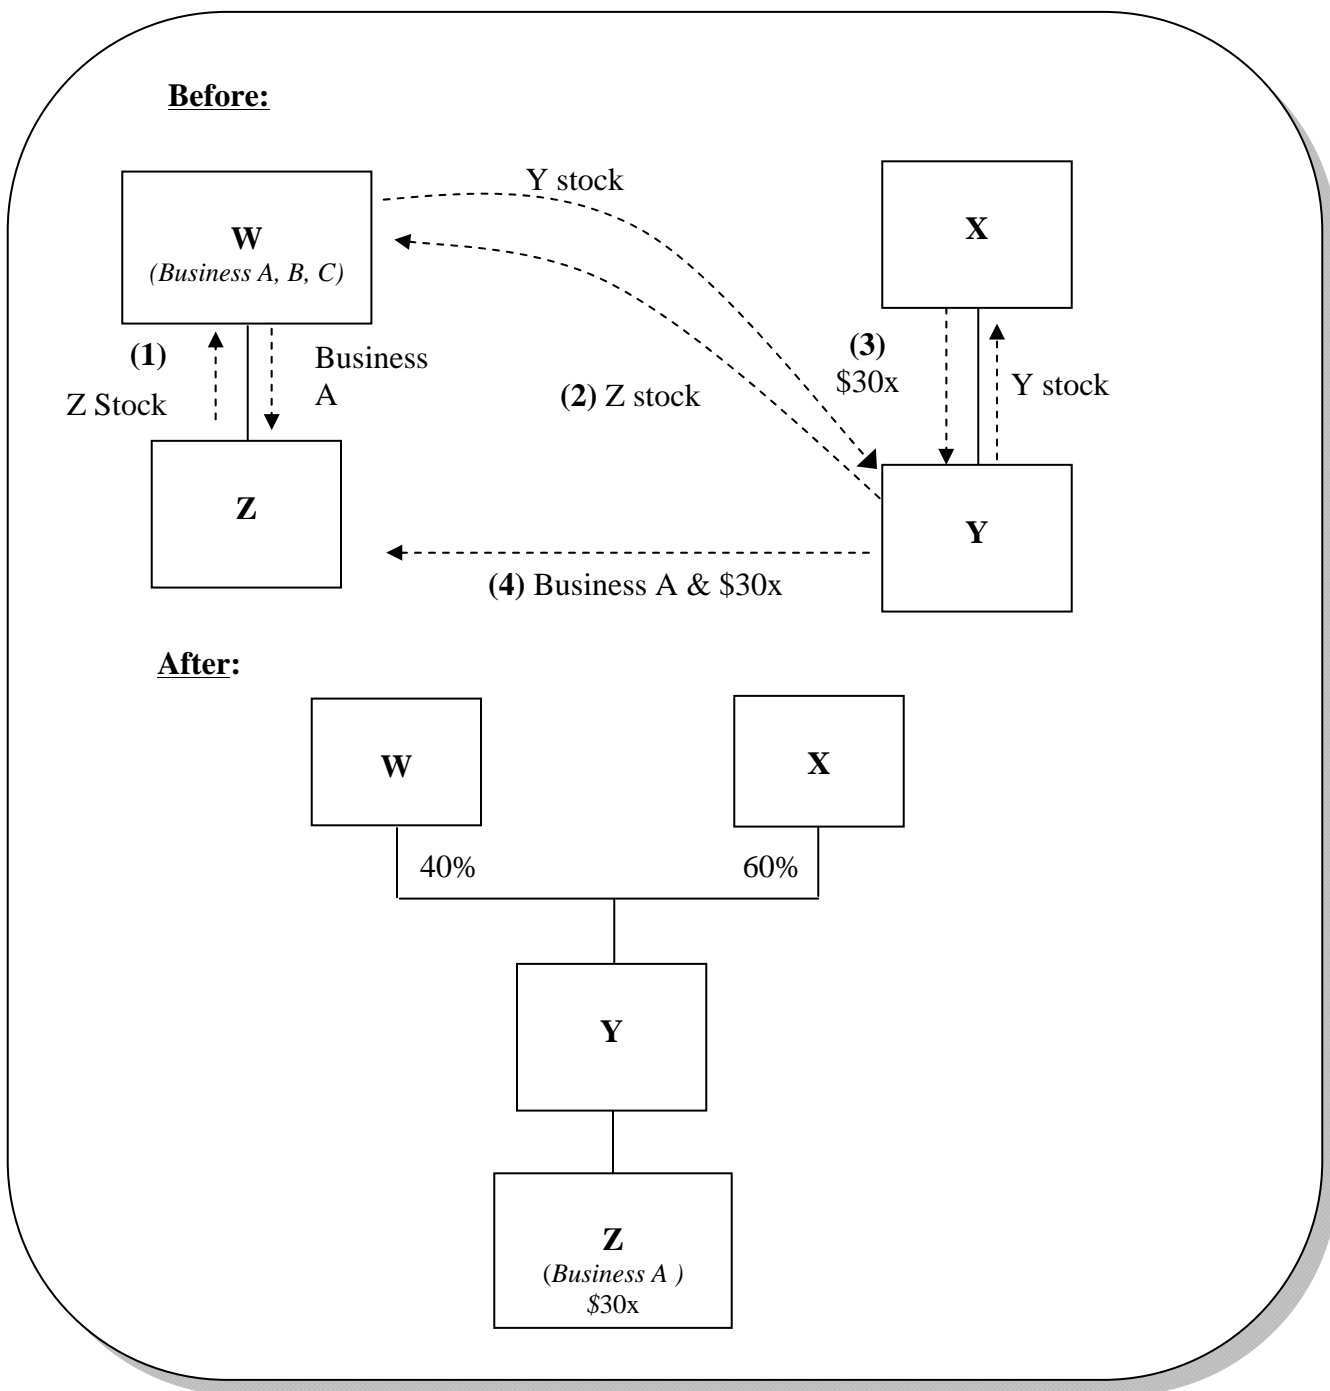 Before:
Y stock
W
(Business A, B, C)
X
(1)
Z Stock
Business
A
(2) Z stock
(3)
$30x
Y stock
Z
Y
(4) Business A & $30x
After:
W
X
40%
60%
Y
Z
(Business A )
$30x